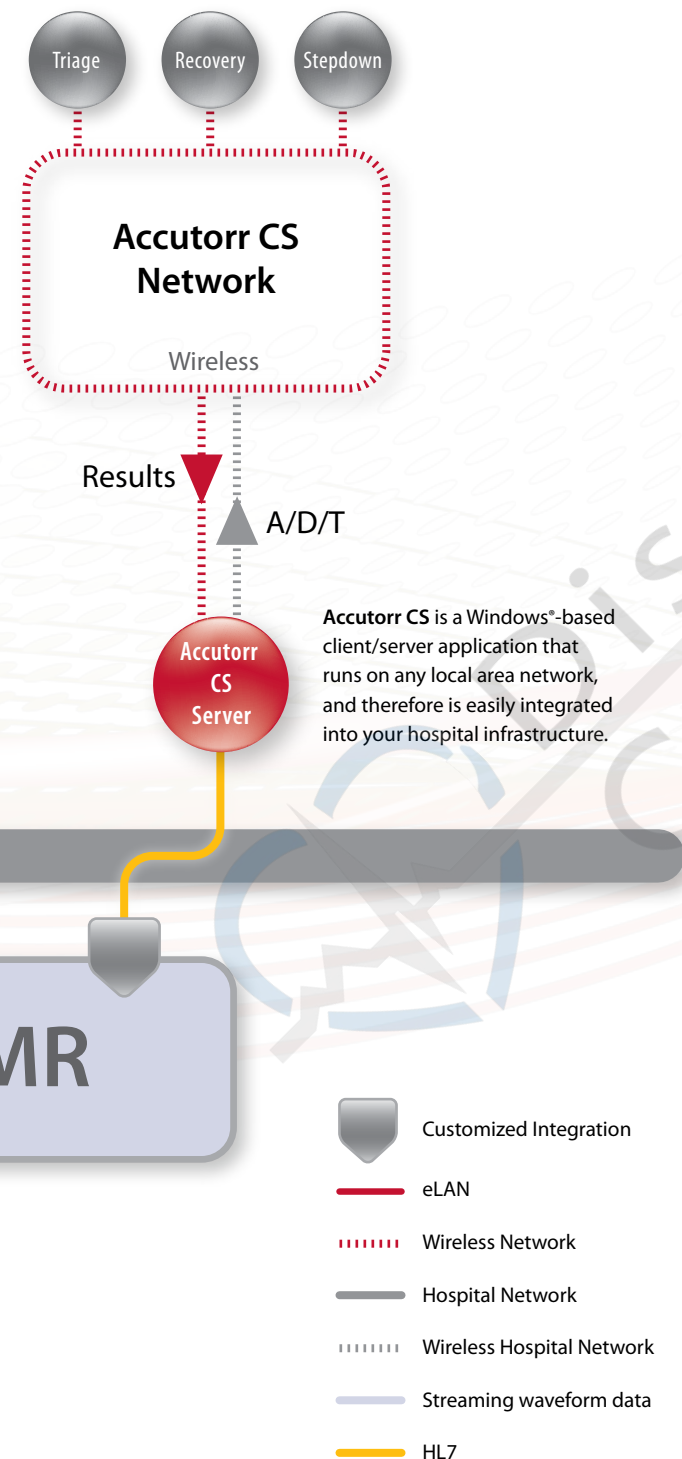 Triage
Recovery
Stepdown
Accutorr CS
Network
Wireless
Results
A/D/T
Accutorr
CS
Server
Accutorr CS is a Windows®-based
client/server application that
runs on any local area network,
and therefore is easily integrated
into your hospital infrastructure.
MR
Customized Integration
eLAN
Wireless Network
Hospital Network
Wireless Hospital Network
Streaming waveform data
HL7